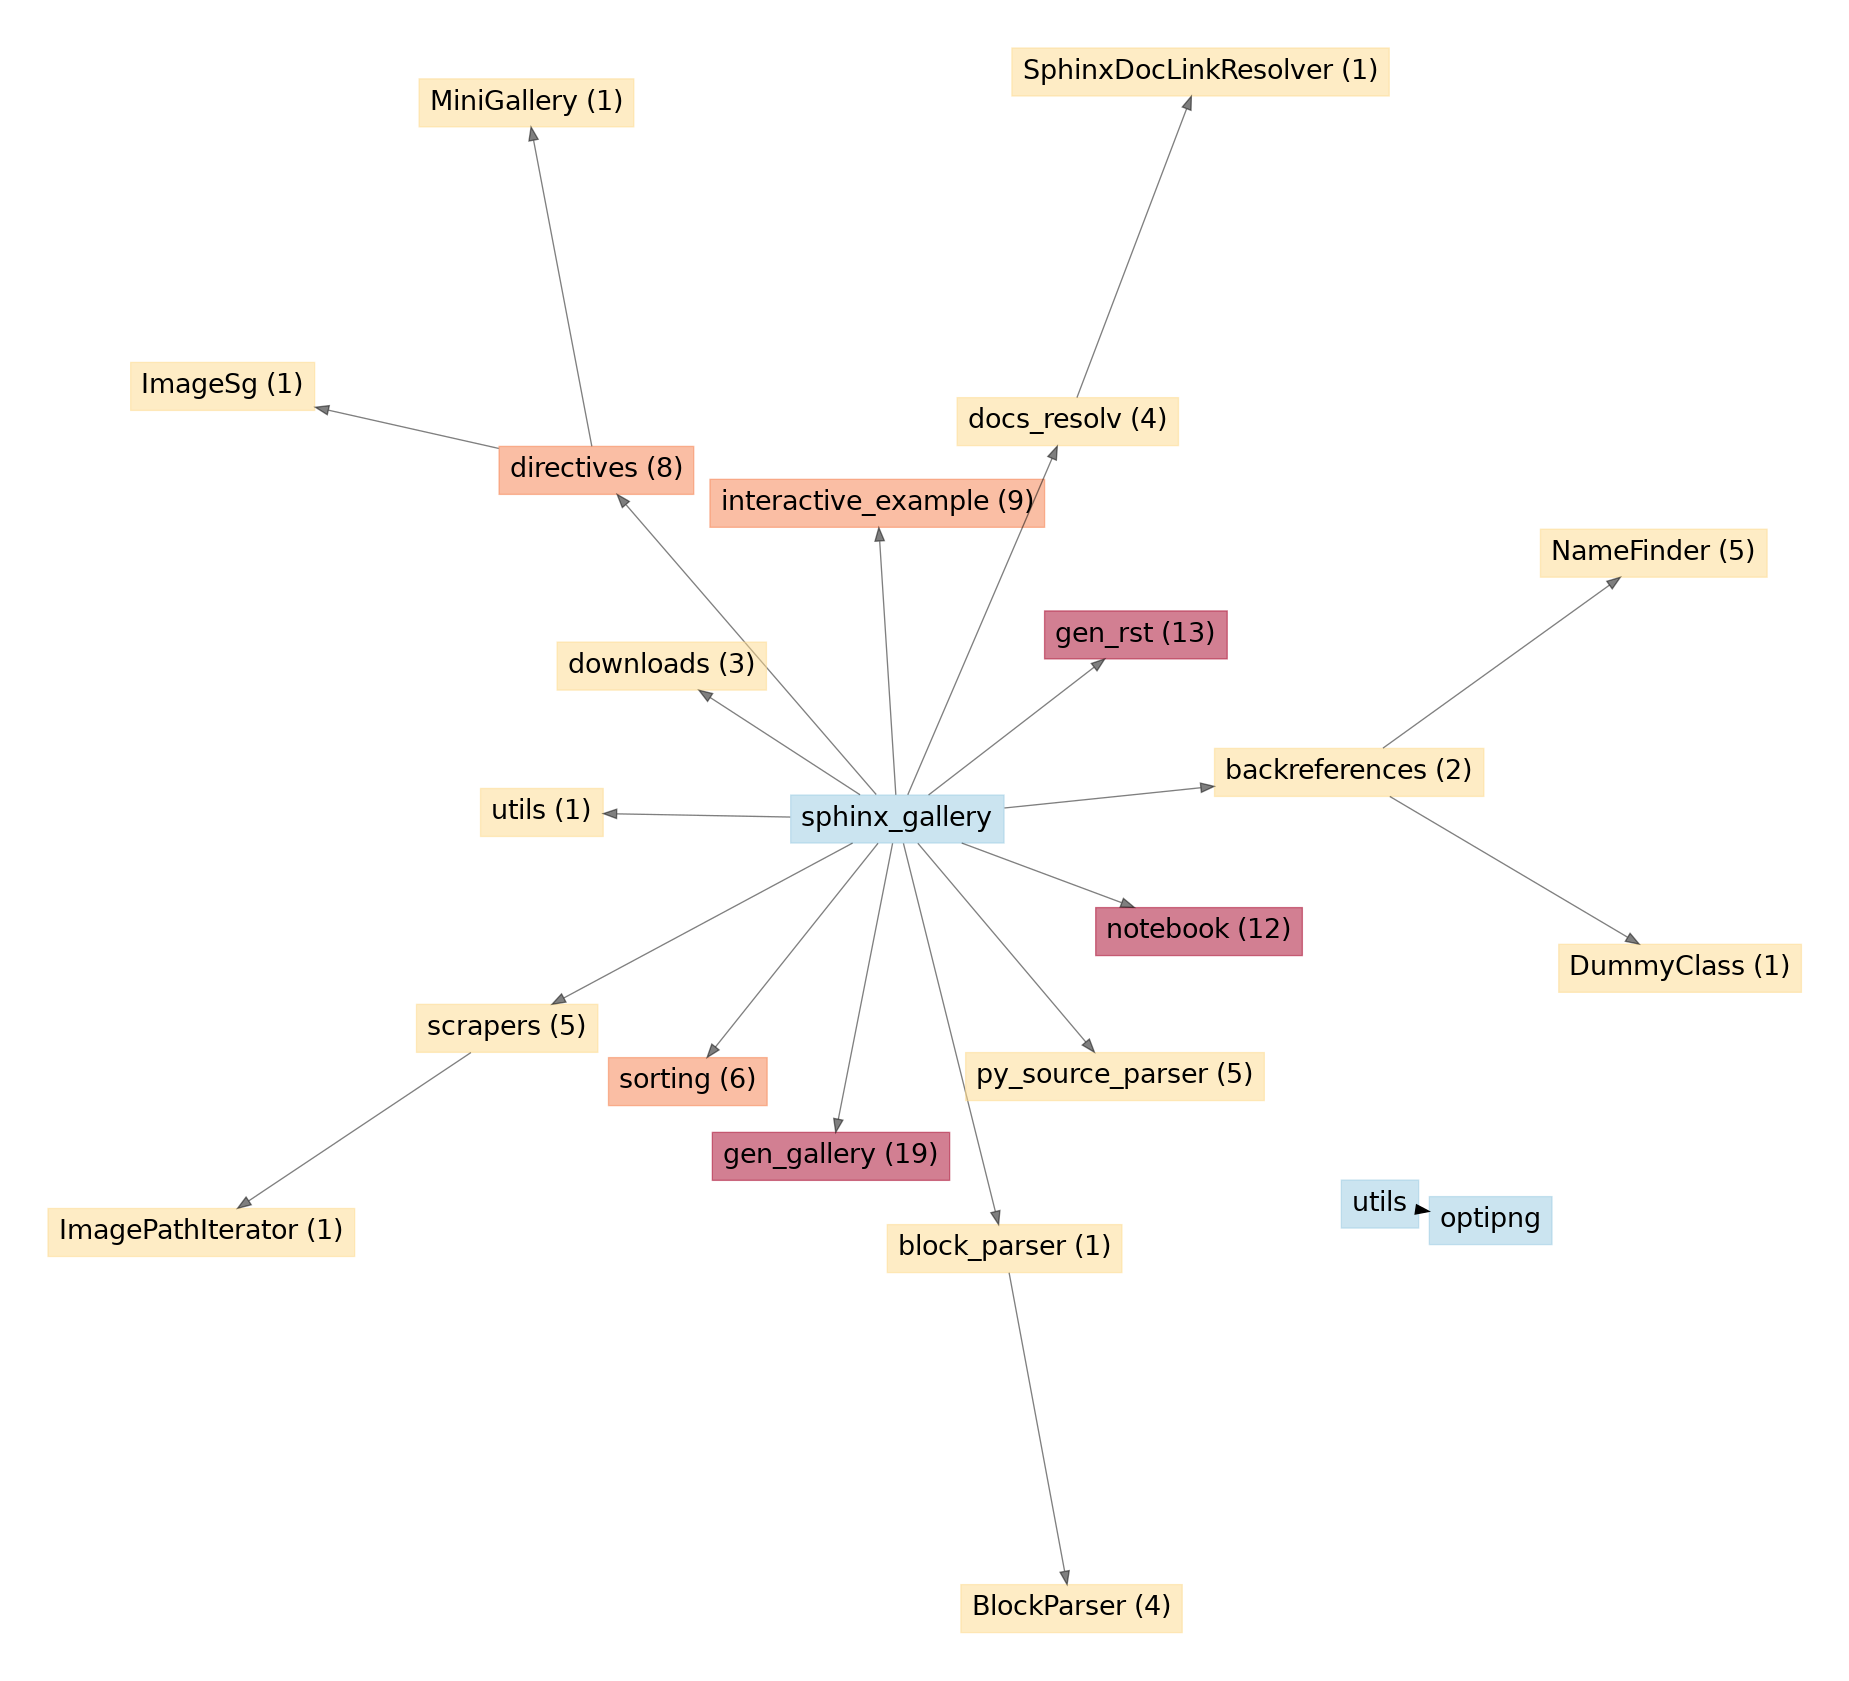 SphinxDocLinkResolver (1)
MiniGallery (1)
ImageSg (1)
docs_resolv (4)
directives (8)
interactive_example (9)
NameFinder (5)
gen_rst (13)
downloads (3)
backreferences (2)
utils (1)
sphinx_gallery
notebook (12)
DummyClass (1)
scrapers (5)
py_source_parser (5)
sorting (6)
gen_gallery (19)
utils
optipng
ImagePathIterator (1)
block_parser (1)
BlockParser (4)